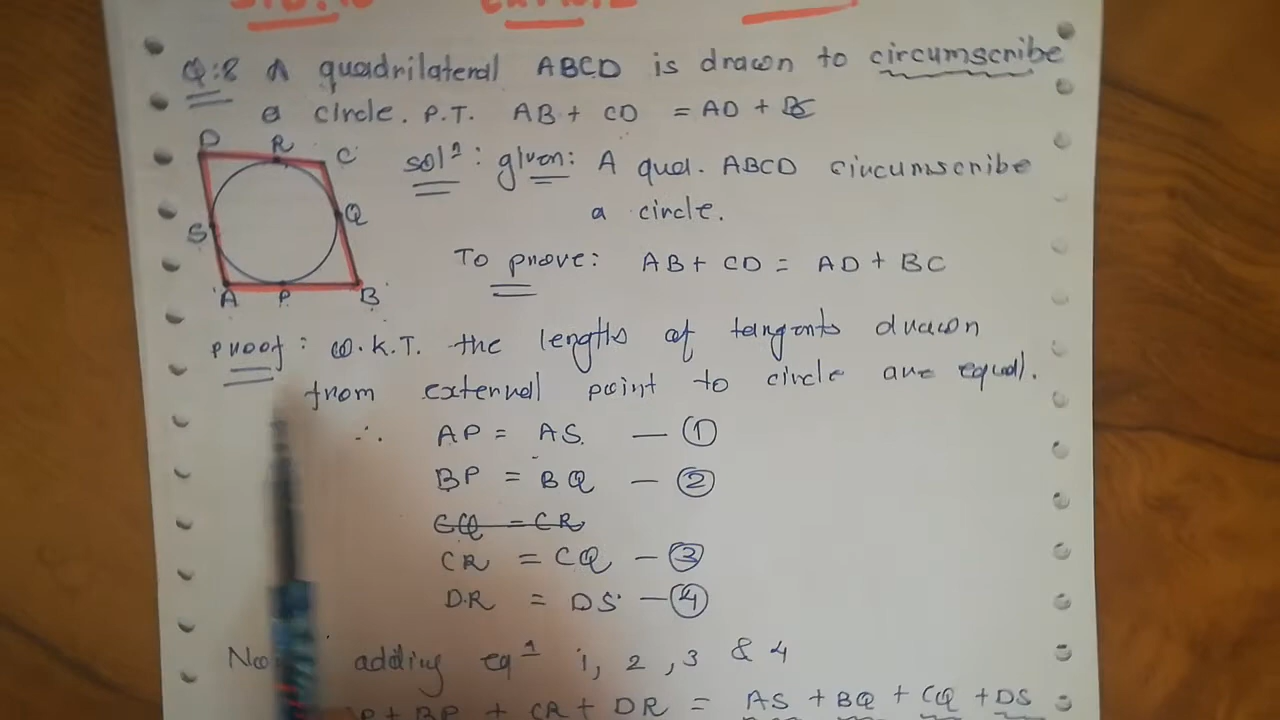 Q:8 A quadrilateral ABCD is drawn to circumscribe
a circle. P.T. AB + CD = AD + BC
D R C
S Q
A P B
solⁿ: given: A quad. ABCD circumscribe
a circle.
To prove: AB + CD = AD + BC
Proof: W.K.T. the lengths of tangents drawn
from external point to circle are equal.
∴ AP = AS. — ①
BP = BQ — ②
CQ = CR
CR = CQ — ③
DR = DS — ④
adding eqⁿ 1, 2, 3 & 4
+ BP + CR + DR = AS + BQ + CQ + DS